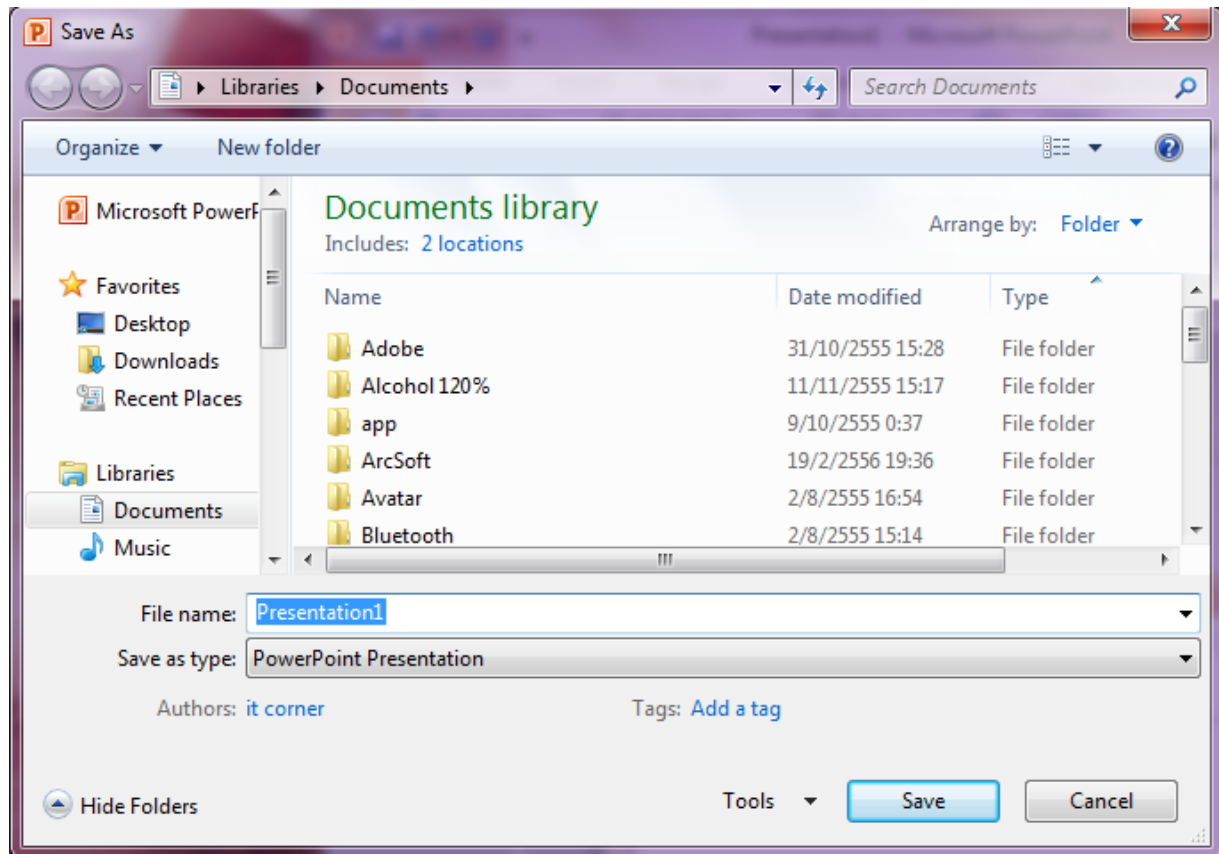 Save As
Libraries Documents
Search Documents
Organize New folder
Microsoft PowerP
Favorites
Desktop
Downloads
Recent Places
Libraries
Documents
Music
Documents library
Includes: 2 locations
Arrange by: Folder
Name Date modified Type
Adobe 31/10/2555 15:28 File folder
Alcohol 120% 11/11/2555 15:17 File folder
app 9/10/2555 0:37 File folder
ArcSoft 19/2/2556 19:36 File folder
Avatar 2/8/2555 16:54 File folder
Bluetooth 2/8/2555 15:14 File folder
File name: Presentation1
Save as type: PowerPoint Presentation
Authors: it corner Tags: Add a tag
Hide Folders Tools Save Cancel